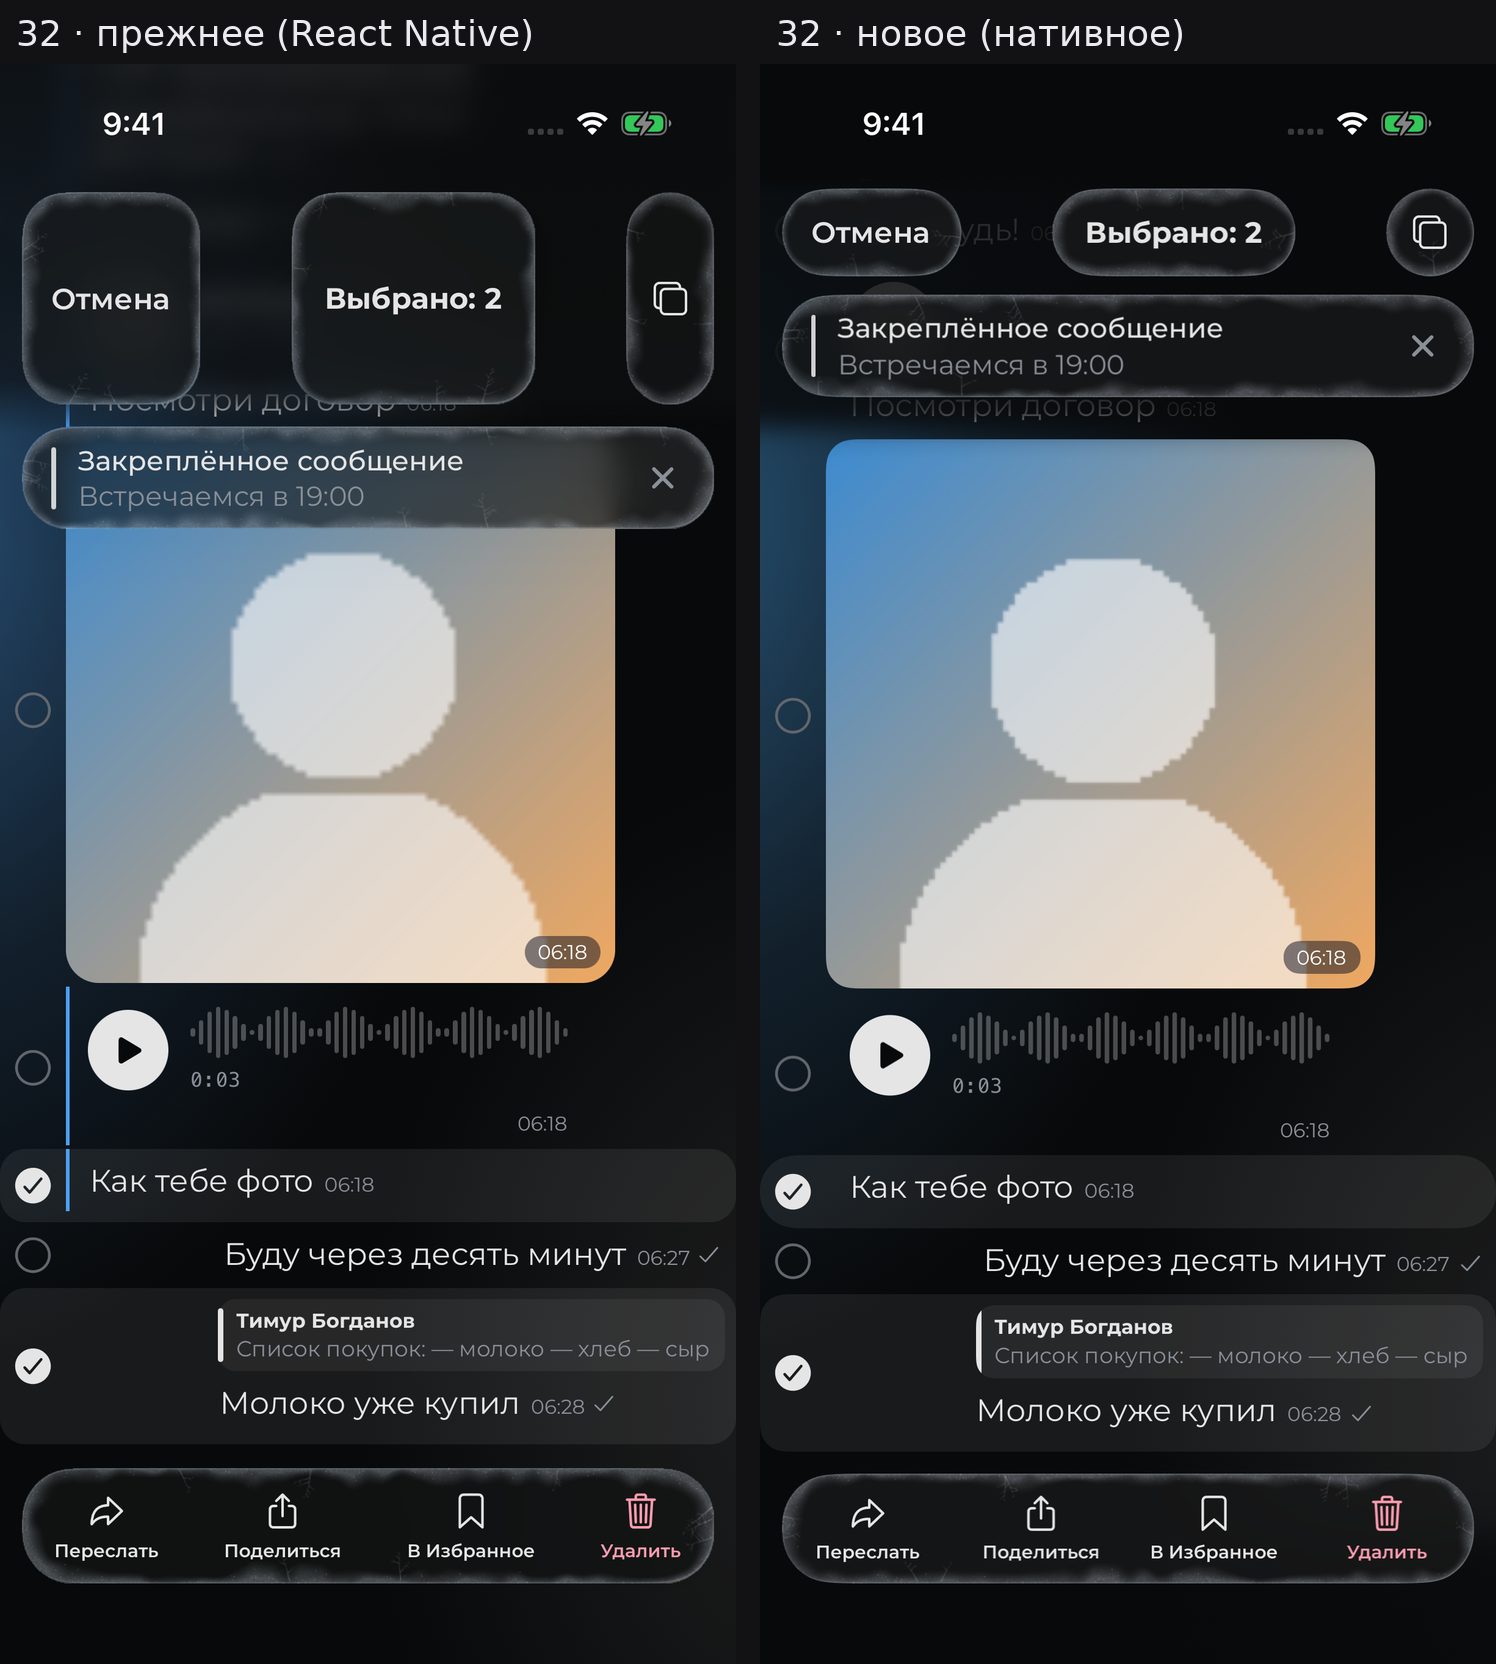 32 · прежнее (React Native)
9:41
Отмена
Выбрано: 2
Посмотри договор 06:18
Закреплённое сообщение
Встречаемся в 19:00
06:18
0:03
06:18
Как тебе фото 06:18
Буду через десять минут 06:27
Тимур Богданов
Список покупок: — молоко — хлеб — сыр
Молоко уже купил 06:28
Переслать
Поделиться
В Избранное
Удалить
32 · новое (нативное)
9:41
Отмена
Выбрано: 2
Закреплённое сообщение
Встречаемся в 19:00
Посмотри договор 06:18
06:18
0:03
06:18
Как тебе фото 06:18
Буду через десять минут 06:27
Тимур Богданов
Список покупок: — молоко — хлеб — сыр
Молоко уже купил 06:28
Переслать
Поделиться
В Избранное
Удалить